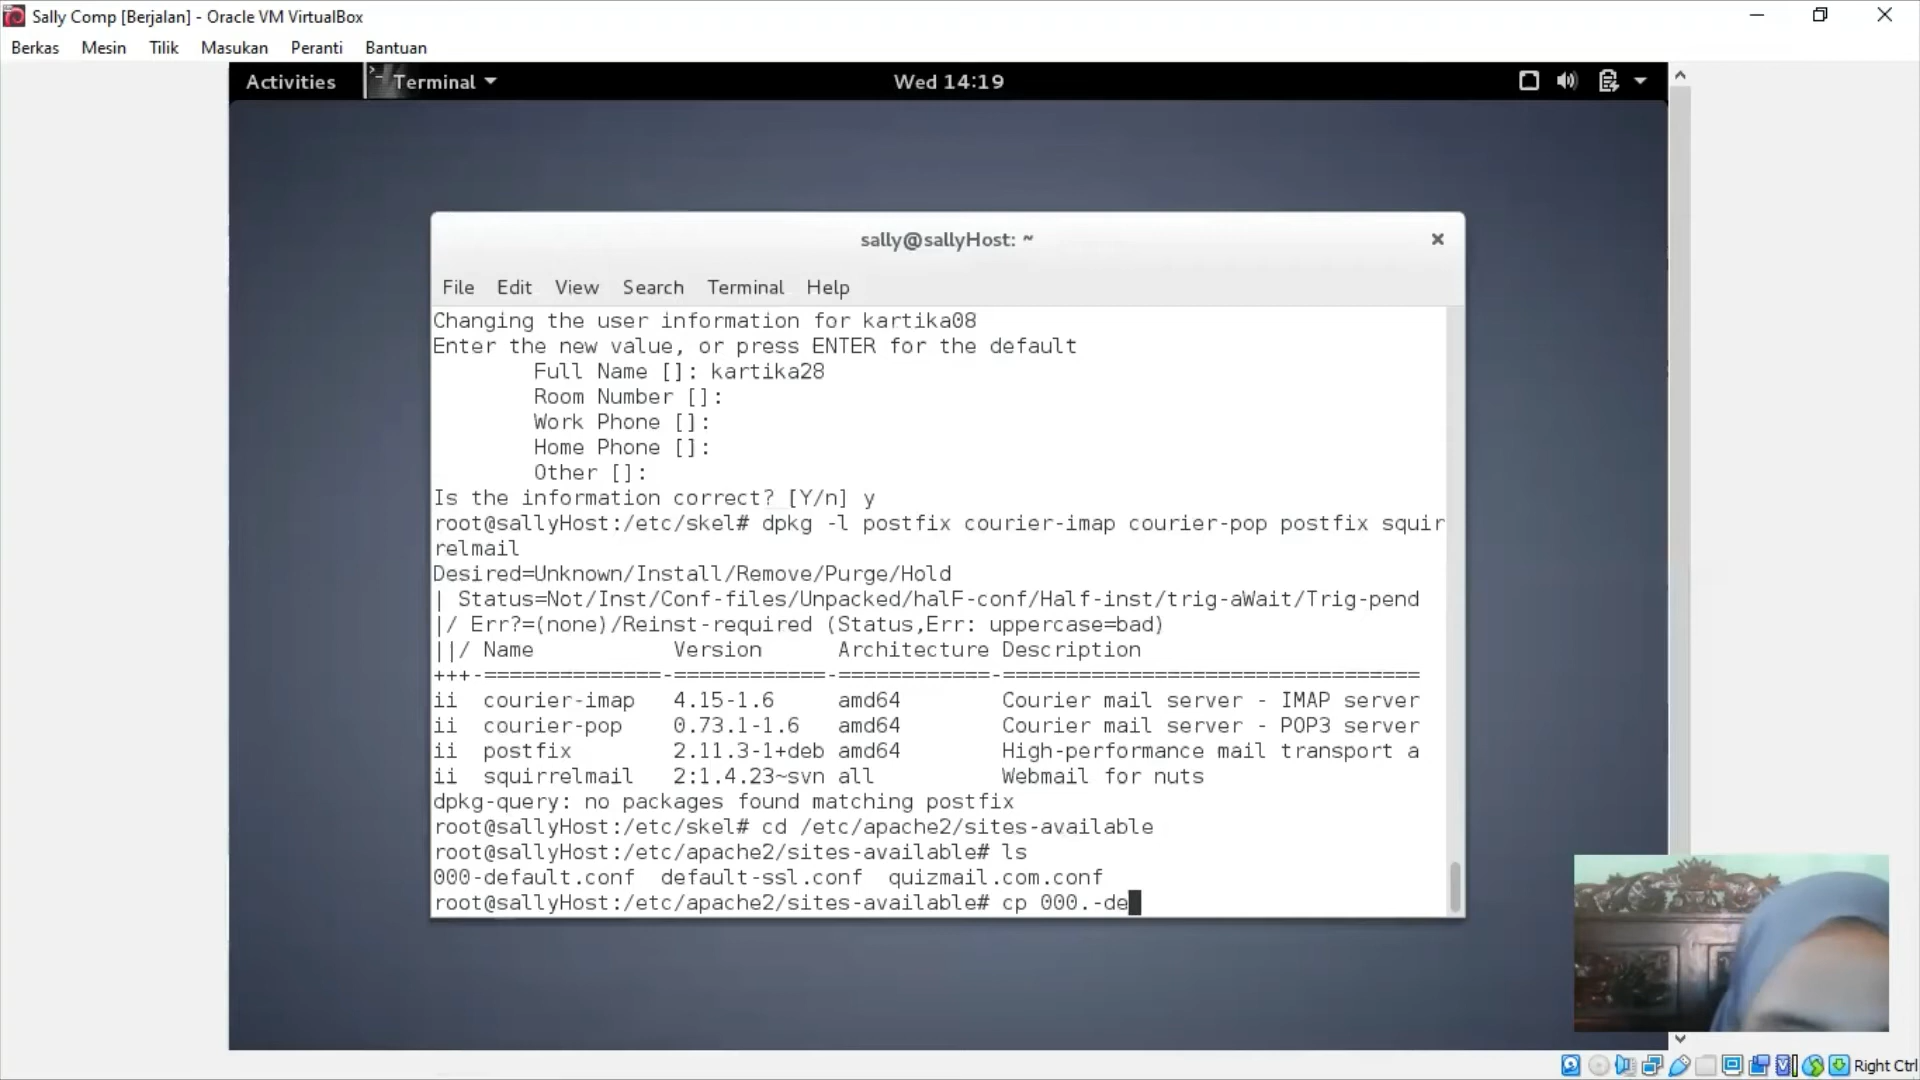 Sally Comp [Berjalan] - Oracle VM VirtualBox
Berkas Mesin Tilik Masukan Peranti Bantuan
Activities Terminal Wed 14:19
sally@sallyHost: ~
File Edit View Search Terminal Help
Changing the user information for kartika08
Enter the new value, or press ENTER for the default
Full Name []: kartika28
Room Number []:
Work Phone []:
Home Phone []:
Other []:
Is the information correct? [Y/n] y
root@sallyHost:/etc/skel# dpkg -l postfix courier-imap courier-pop postfix squir
relmail
Desired=Unknown/Install/Remove/Purge/Hold
| Status=Not/Inst/Conf-files/Unpacked/halF-conf/Half-inst/trig-aWait/Trig-pend
|/ Err?=(none)/Reinst-required (Status,Err: uppercase=bad)
||/ Name Version Architecture Description
+++-==============-============-============-=================================
ii courier-imap 4.15-1.6 amd64 Courier mail server - IMAP server
ii courier-pop 0.73.1-1.6 amd64 Courier mail server - POP3 server
ii postfix 2.11.3-1+deb amd64 High-performance mail transport a
ii squirrelmail 2:1.4.23~svn all Webmail for nuts
dpkg-query: no packages found matching postfix
root@sallyHost:/etc/skel# cd /etc/apache2/sites-available
root@sallyHost:/etc/apache2/sites-available# ls
000-default.conf default-ssl.conf quizmail.com.conf
root@sallyHost:/etc/apache2/sites-available# cp 000.-de
Right Ctrl